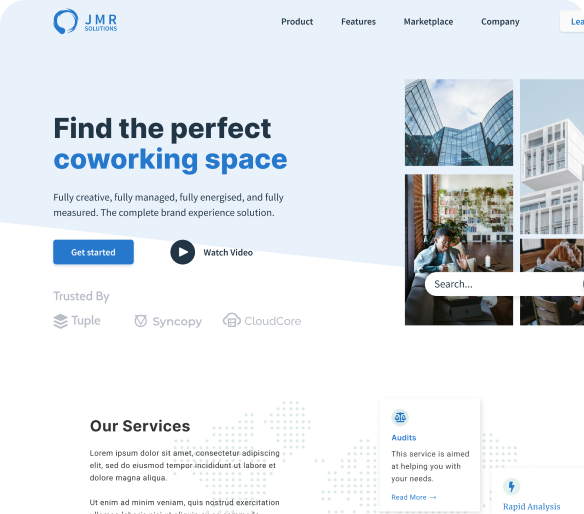 JMR
SOLUTIONS
Product
Features
Marketplace
Company
Find the perfect
coworking space
Fully creative, fully managed, fully energised, and fully
measured. The complete brand experience solution.
Get started
Watch Video
Search...
Trusted By
Tuple
Syncopy
CloudCore
Our Services
Lorem ipsum dolor sit amet, consectetur adipiscing
elit, sed do eiusmod tempor incididunt ut labore et
dolore magna aliqua.
Ut enim ad minim veniam, quis nostrud exercitation
Audits
This service is aimed
at helping you with
your needs.
Read More →
Rapid Analysis